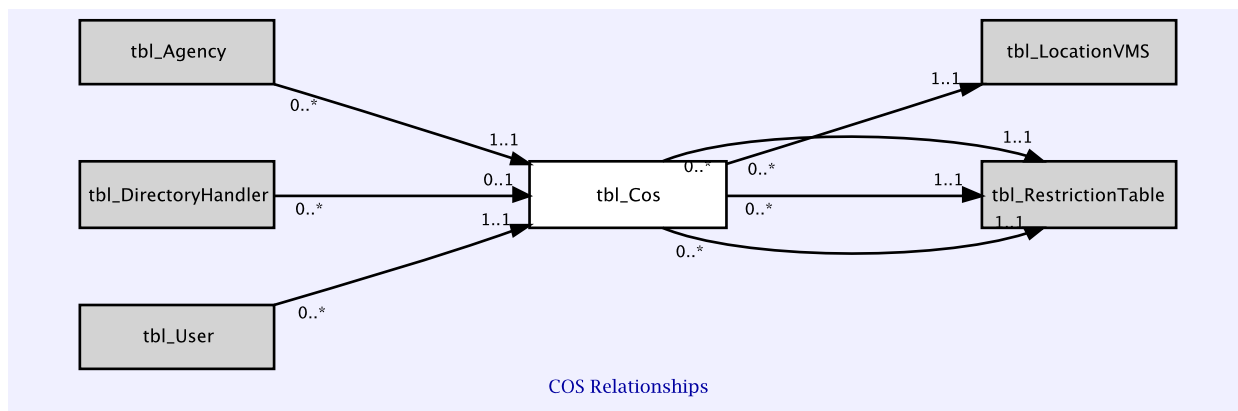 tbl_Agency
tbl_LocationVMS
1..1
0..*
1..1
1..1
0..*
0..*
0..1
1..1
tbl_DirectoryHandler
tbl_Cos
tbl_RestrictionTable
0..*
0..*
1..1
1..1
0..*
0..*
tbl_User
COS Relationships